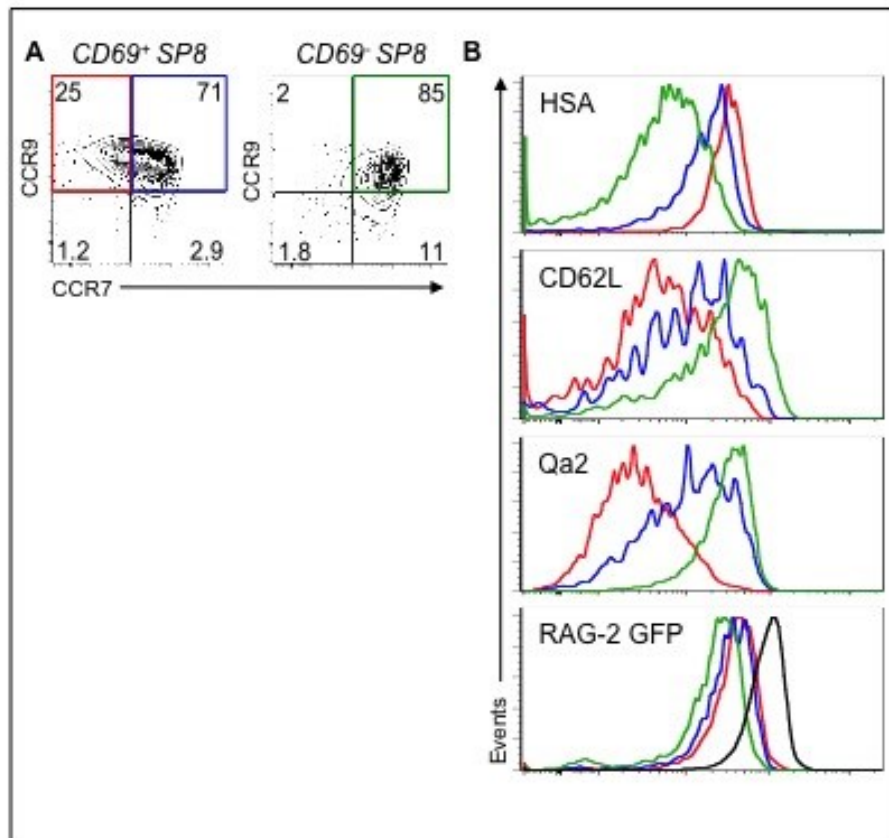 A
CD69+ SP8
CD69- SP8
B
25
71
2
85
CCR9
CCR9
1.2
2.9
1.8
11
CCR7
HSA
CD62L
Qa2
RAG-2 GFP
Events